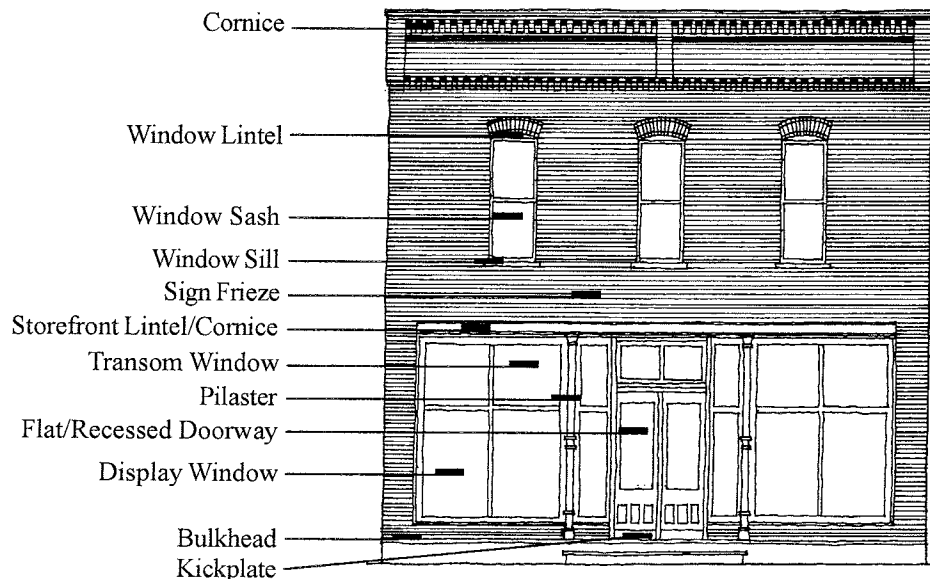 Cornice
Window Lintel
Window Sash
Window Sill
Sign Frieze
Storefront Lintel/Cornice
Transom Window
Pilaster
Flat/Recessed Doorway
Display Window
Bulkhead
Kickplate